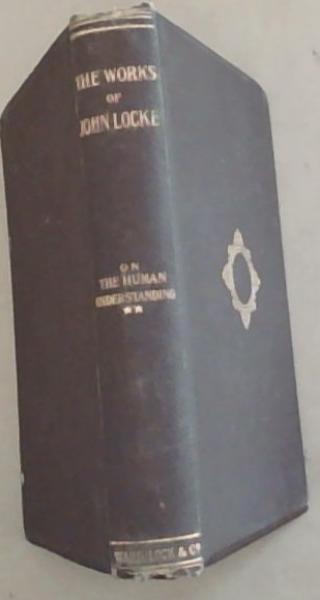 THE WORKS
OF
JOHN LOCKE
ON
THE HUMAN
UNDERSTANDING
**
WARD, LOCK & Co